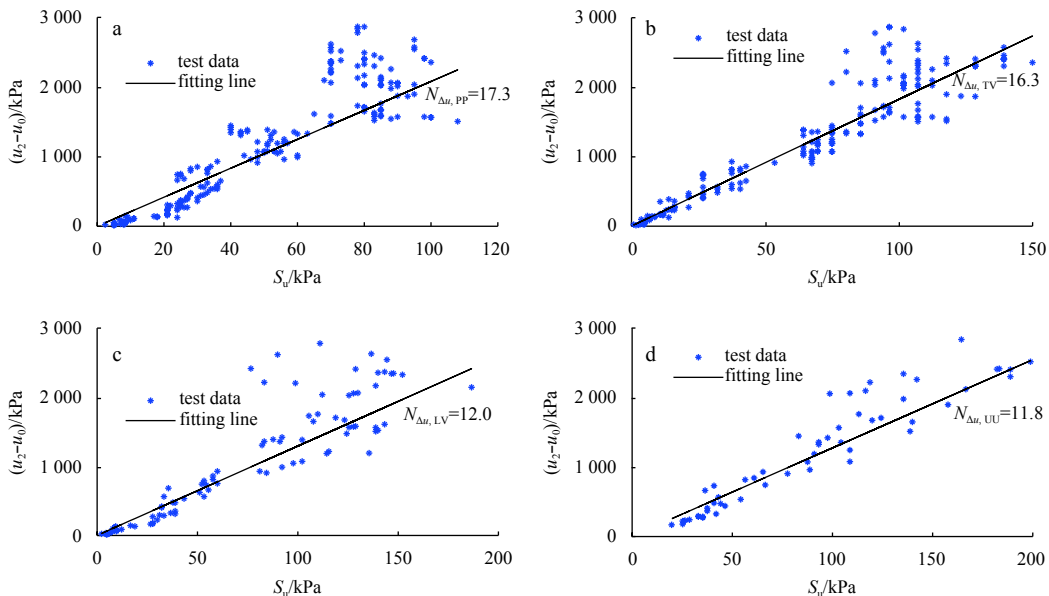 3 000
a
test data
fitting line
2 000
N_Δu, PP=17.3
1 000
0
(u₂−u₀)/kPa
0 20 40 60 80 100 120
Sᵤ/kPa
3 000
b
test data
fitting line
2 000
N_Δu, TV=16.3
1 000
0
(u₂−u₀)/kPa
0 50 100 150
Sᵤ/kPa
3 000
c
test data
fitting line
2 000
N_Δu, LV=12.0
1 000
0
(u₂−u₀)/kPa
0 50 100 150 200
Sᵤ/kPa
3 000
d
test data
fitting line
2 000
N_Δu, UU=11.8
1 000
0
(u₂−u₀)/kPa
0 50 100 150 200
Sᵤ/kPa